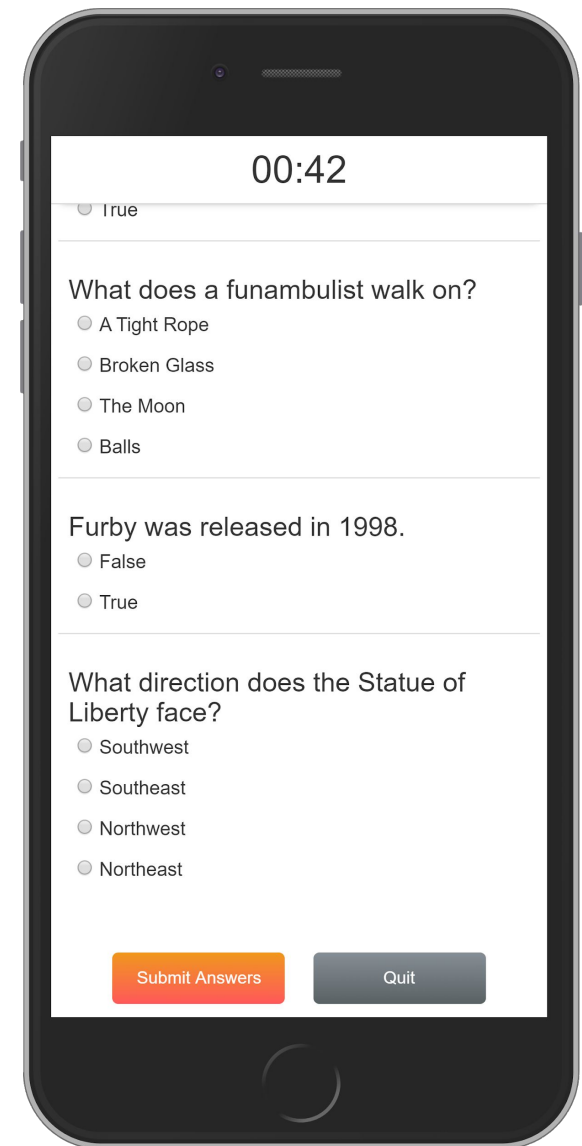 00:42
True
What does a funambulist walk on?
A Tight Rope
Broken Glass
The Moon
Balls
Furby was released in 1998.
False
True
What direction does the Statue of
Liberty face?
Southwest
Southeast
Northwest
Northeast
Submit Answers
Quit